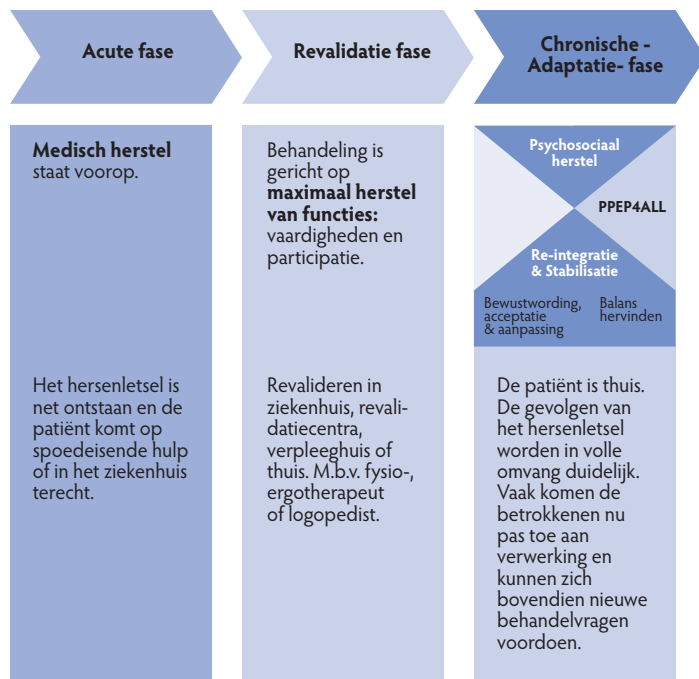 Acute fase
Revalidatie fase
Chronische -
Adaptatie- fase
Medisch herstel
staat voorop.
Het hersenletsel is
net ontstaan en de
patiënt komt op
spoedeisende hulp
of in het ziekenhuis
terecht.
Behandeling is
gericht op
maximaal herstel
van functies:
vaardigheden en
participatie.
Revalideren in
ziekenhuis, revali-
datiecentra,
verpleeghuis of
thuis. M.b.v. fysio-,
ergotherapeut
of logopedist.
Psychosociaal
herstel
PPEP4ALL
Re-integratie
& Stabilisatie
Bewustwording,
acceptatie
& aanpassing
Balans
hervinden
De patiënt is thuis.
De gevolgen van
het hersenletsel
worden in volle
omvang duidelijk.
Vaak komen de
betrokkenen nu
pas toe aan
verwerking en
kunnen zich
bovendien nieuwe
behandelvragen
voordoen.